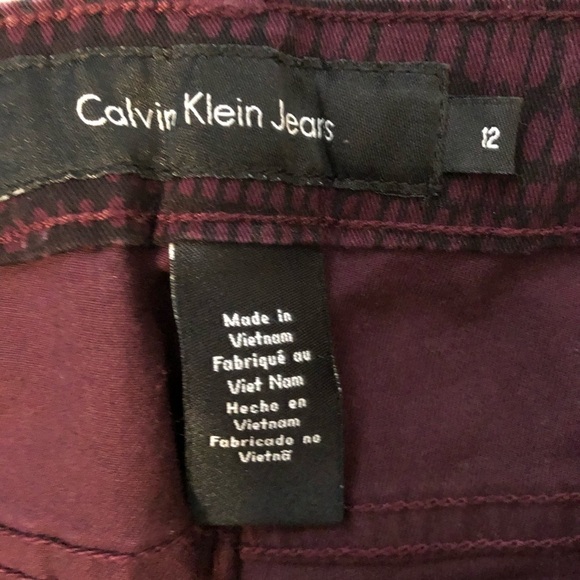 Calvin Klein Jeans
12
Made in
Vietnam
Fabriqué au
Viet Nam
Hecho en
Vietnam
Fabricado no
Vietnã